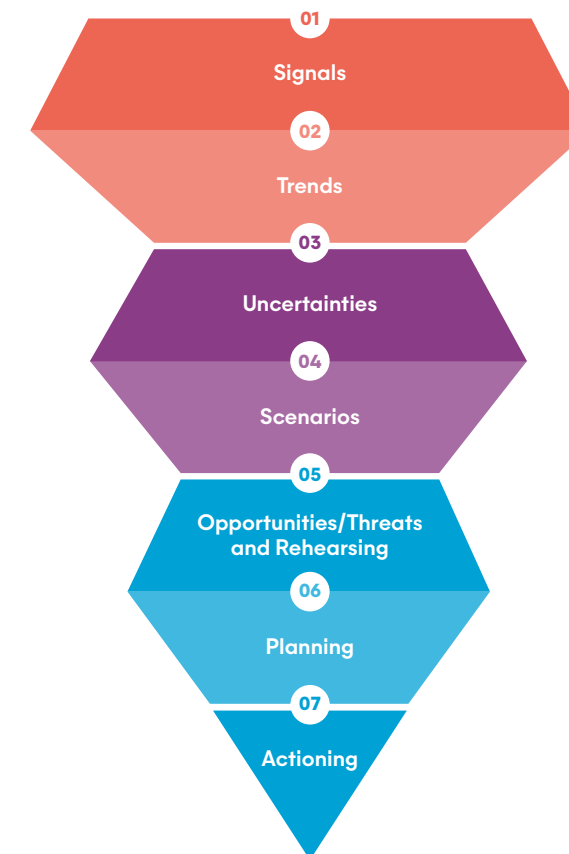 01
Signals
02
Trends
03
Uncertainties
04
Scenarios
05
Opportunities/Threats
and Rehearsing
06
Planning
07
Actioning